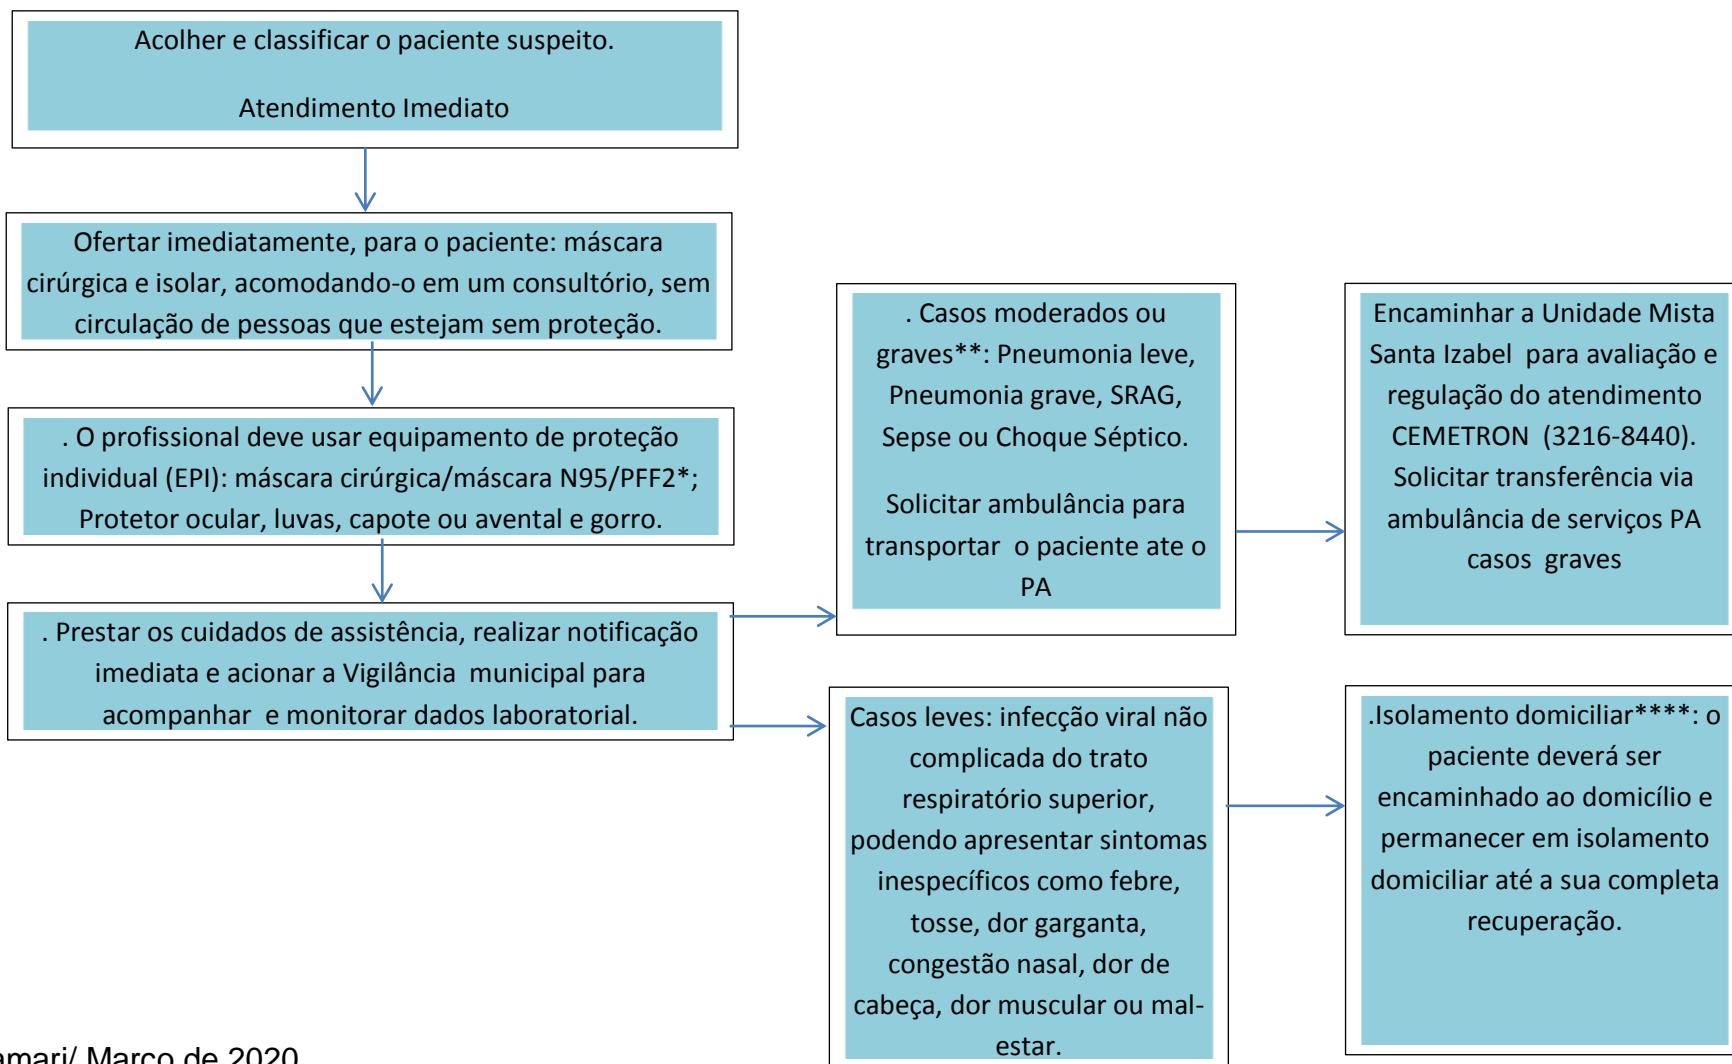 Acolher e classificar o paciente suspeito.
Atendimento Imediato
Ofertar imediatamente, para o paciente: máscara
cirúrgica e isolar, acomodando-o em um consultório, sem
circulação de pessoas que estejam sem proteção.
. O profissional deve usar equipamento de proteção
individual (EPI): máscara cirúrgica/máscara N95/PFF2*;
Protetor ocular, luvas, capote ou avental e gorro.
. Prestar os cuidados de assistência, realizar notificação
imediata e acionar a Vigilância municipal para
acompanhar e monitorar dados laboratorial.
. Casos moderados ou
graves**: Pneumonia leve,
Pneumonia grave, SRAG,
Sepse ou Choque Séptico.
Solicitar ambulância para
transportar o paciente ate o
PA
Encaminhar a Unidade Mista
Santa Izabel para avaliação e
regulação do atendimento
CEMETRON (3216-8440).
Solicitar transferência via
ambulância de serviços PA
casos graves
Casos leves: infecção viral não
complicada do trato
respiratório superior,
podendo apresentar sintomas
inespecíficos como febre,
tosse, dor garganta,
congestão nasal, dor de
cabeça, dor muscular ou mal-
estar.
.Isolamento domiciliar****: o
paciente deverá ser
encaminhado ao domicílio e
permanecer em isolamento
domiciliar até a sua completa
recuperação.
amari/ Março de 2020